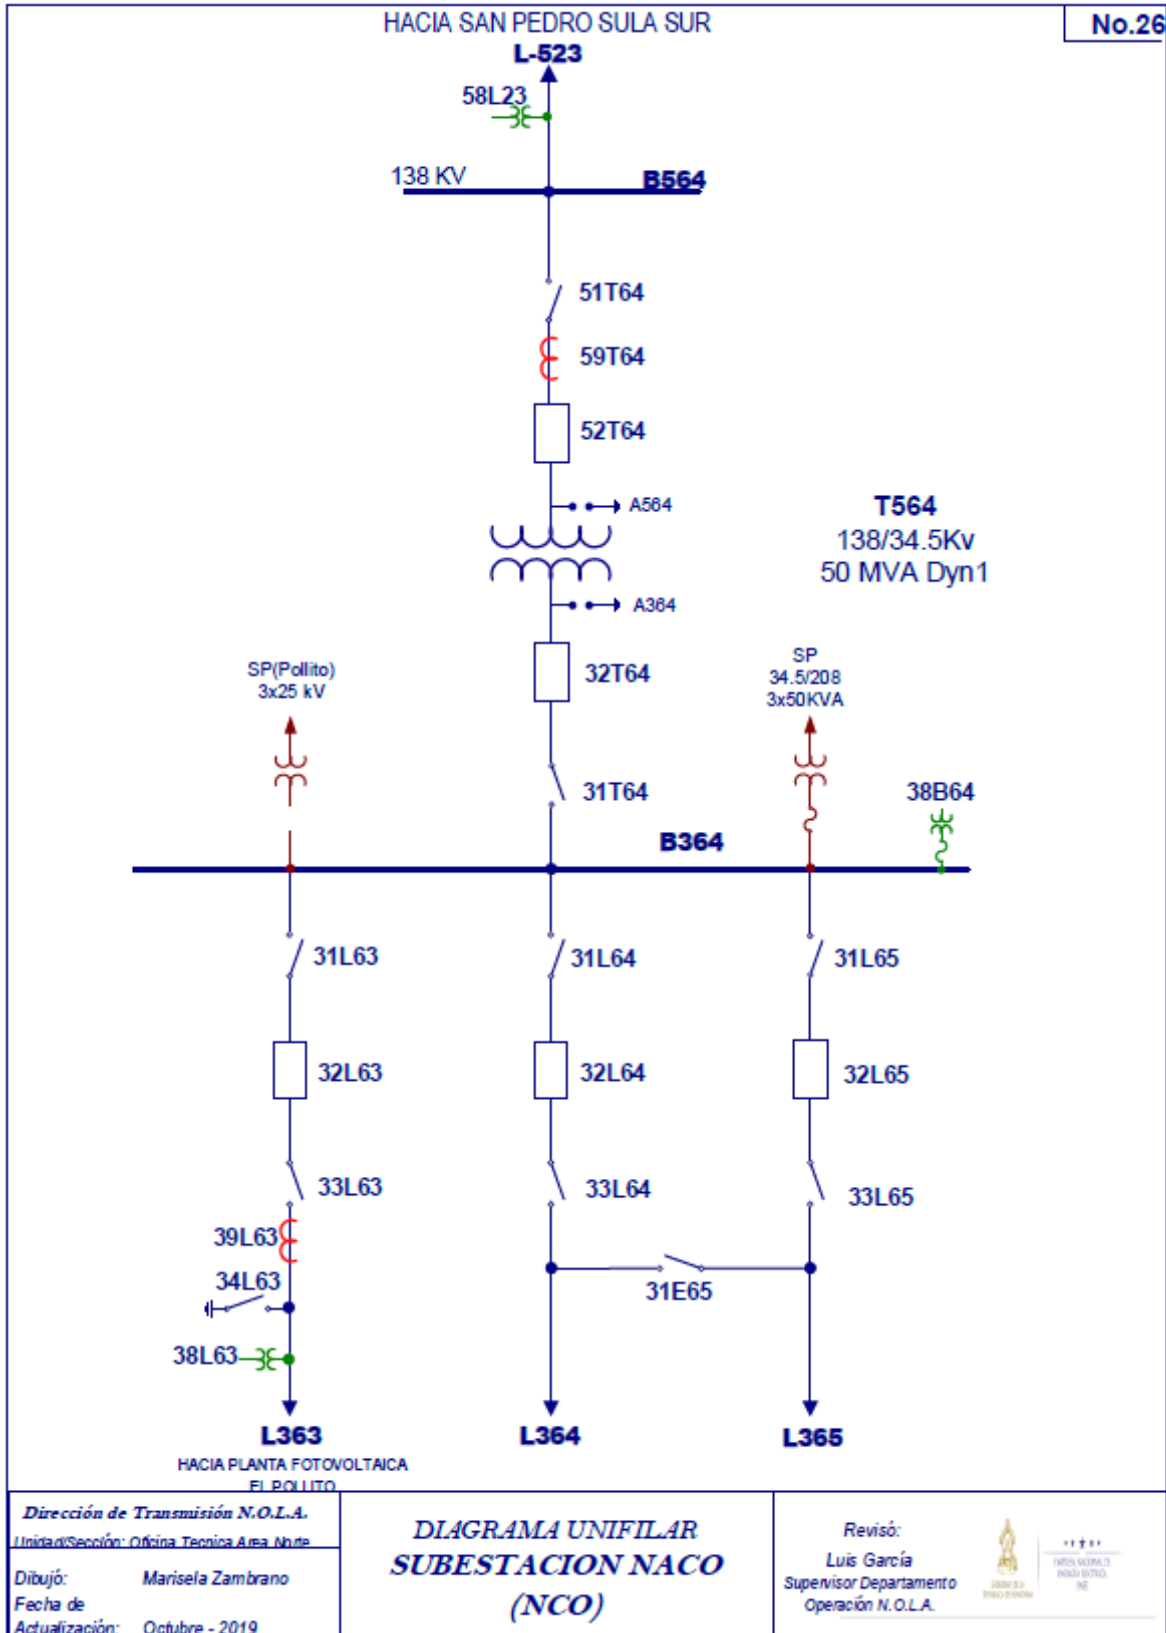 HACIA SAN PEDRO SULA SUR
No.26
L-523
58L23
138 KV
B564
51T64
59T64
52T64
A564
T564
138/34.5Kv
50 MVA Dyn1
A364
SP(Pollito)
3x25 kV
32T64
SP
34.5/208
3x50KVA
31T64
38B64
B364
31L63
31L64
31L65
32L63
32L64
32L65
33L63
33L64
33L65
39L63
34L63
31E65
38L63
L363
L364
L365
HACIA PLANTA FOTOVOLTAICA
EL POLLITO
Dirección de Transmisión N.O.L.A.
Unidad/Sección: Oficina Tecnica Area Norte
Dibujó: Marisela Zambrano
Fecha de
Actualización: Octubre - 2019
DIAGRAMA UNIFILAR
SUBESTACION NACO
(NCO)
Revisó:
Luis García
Supervisor Departamento
Operación N.O.L.A.